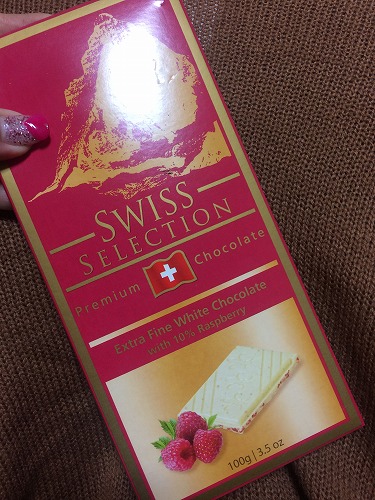 SWISS
SELECTION
Premium Chocolate
Extra Fine White Chocolate
with 10% Raspberry
100g | 3.5 oz